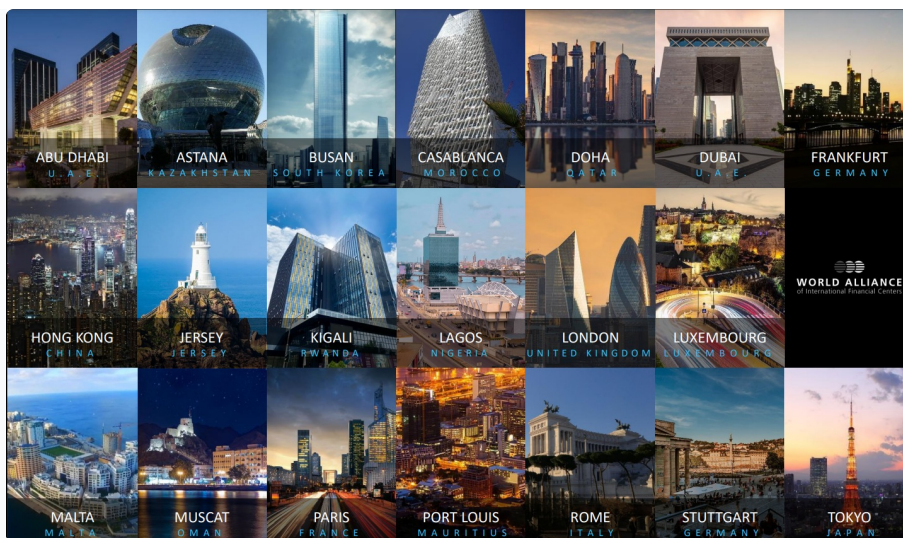 ABU DHABI
U.A.E.
ASTANA
KAZAKHSTAN
BUSAN
SOUTH KOREA
CASABLANCA
MOROCCO
DOHA
QATAR
DUBAI
U.A.E.
FRANKFURT
GERMANY
HONG KONG
CHINA
JERSEY
JERSEY
KIGALI
RWANDA
LAGOS
NIGERIA
LONDON
UNITED KINGDOM
LUXEMBOURG
LUXEMBOURG
WORLD ALLIANCE
of International Financial Centers
MALTA
MALTA
MUSCAT
OMAN
PARIS
FRANCE
PORT LOUIS
MAURITIUS
ROME
ITALY
STUTTGART
GERMANY
TOKYO
JAPAN